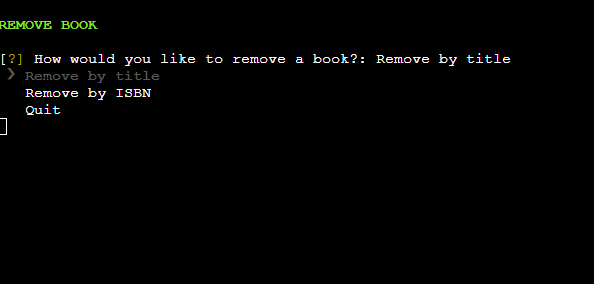 REMOVE BOOK
[?] How would you like to remove a book?: Remove by title
❯ Remove by title
Remove by ISBN
Quit